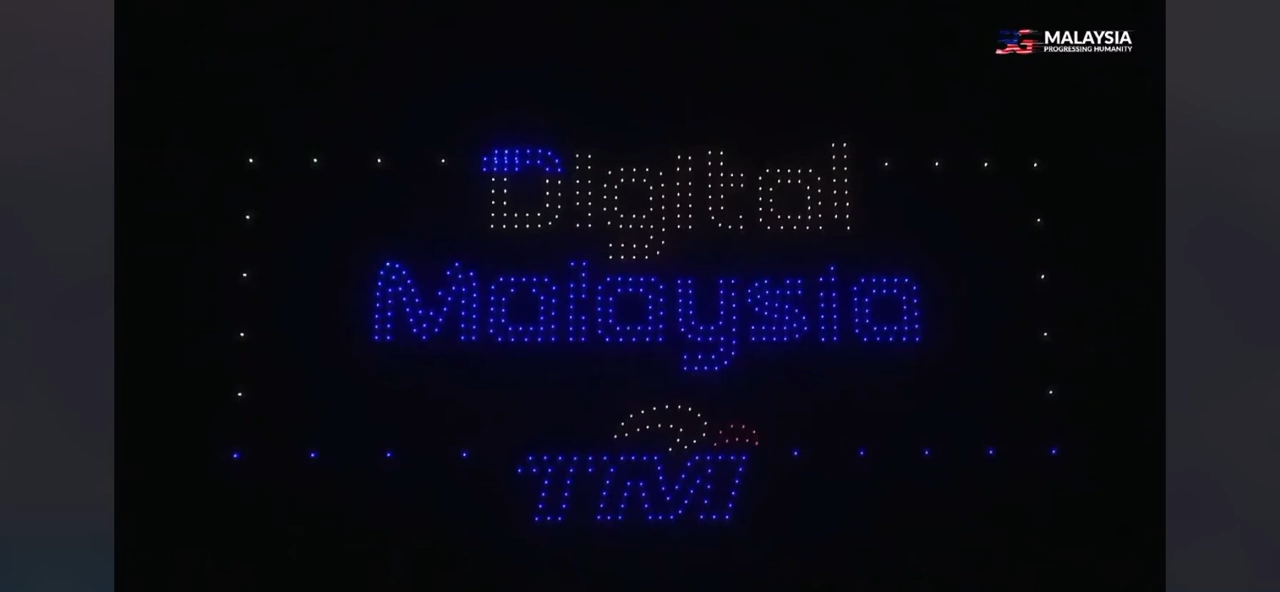 5G MALAYSIA
PROGRESSING HUMANITY
Digital
Malaysia
TM